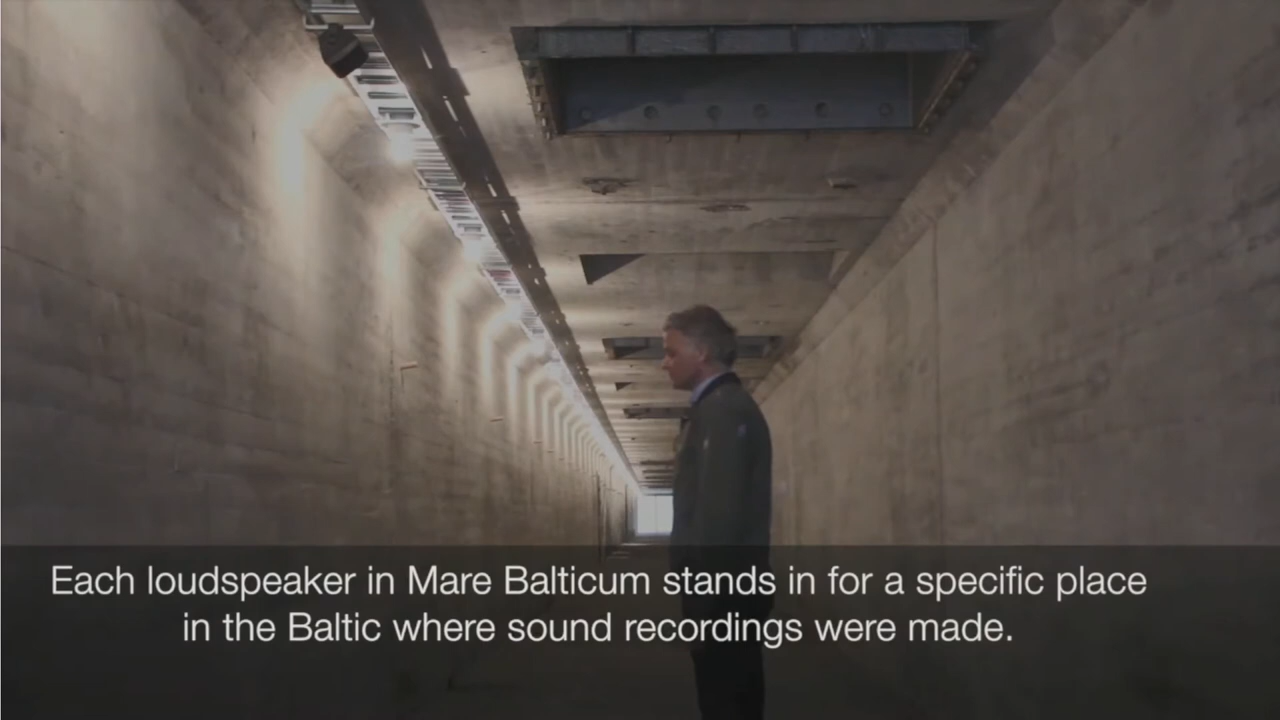 Each loudspeaker in Mare Balticum stands in for a specific place
in the Baltic where sound recordings were made.